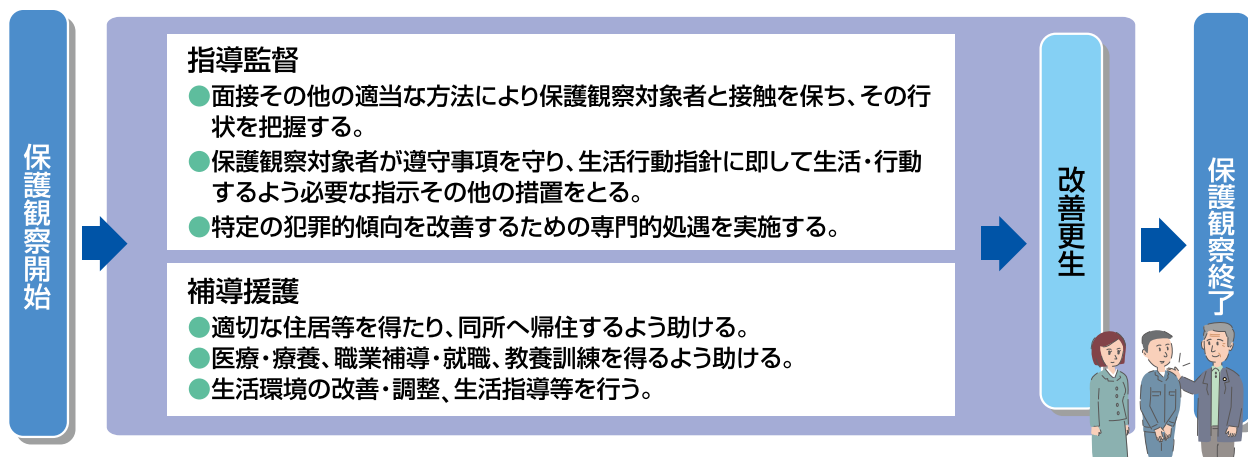 保護観察開始
指導監督
●面接その他の適当な方法により保護観察対象者と接触を保ち、その行
状を把握する。
●保護観察対象者が遵守事項を守り、生活行動指針に即して生活・行動
するよう必要な指示その他の措置をとる。
●特定の犯罪的傾向を改善するための専門的処遇を実施する。
補導援護
●適切な住居等を得たり、同所へ帰住するよう助ける。
●医療・療養、職業補導・就職、教養訓練を得るよう助ける。
●生活環境の改善・調整、生活指導等を行う。
改善更生
保護観察終了